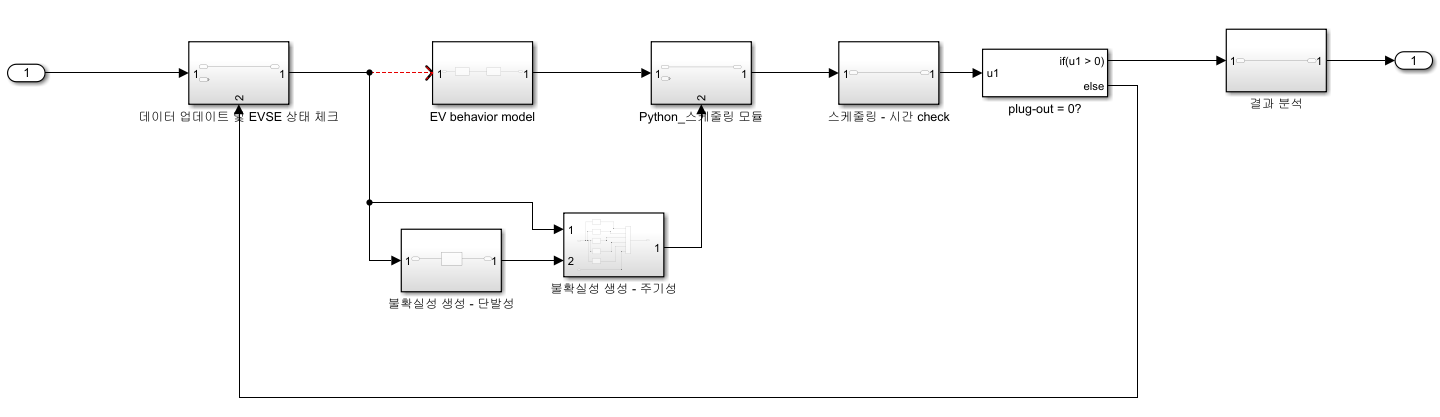 1
1
1
2
데이터 업데이트 및 EVSE 상태 체크
1
1
EV behavior model
1
1
2
Python_스케줄링 모듈
1
1
스케줄링 - 시간 check
u1
if(u1 > 0)
else
plug-out = 0?
1
1
결과 분석
1
1
1
불확실성 생성 - 단발성
1
2
1
불확실성 생성 - 주기성